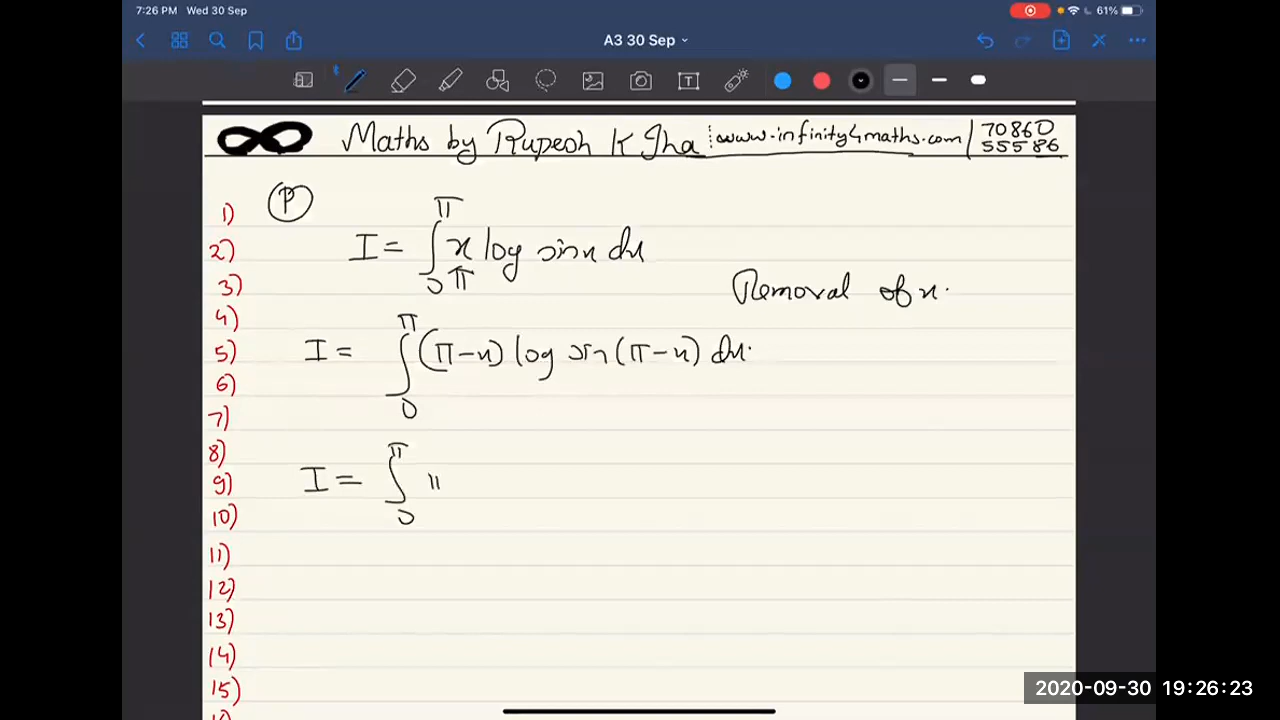 7:26 PM Wed 30 Sep
61%
A3 30 Sep
T
Maths by Rupesh K Jha www.infinity4maths.com / 70860 55586
P
1)
2) I = ∫₀^π x log sinx dx
π
3) Removal of x.
4)
5) I = ∫₀^π (π-x) log sin(π-x) dx.
6)
7)
8)
9) I = ∫₀^π π
10)
11)
12)
13)
14)
15)
2020-09-30 19:26:23